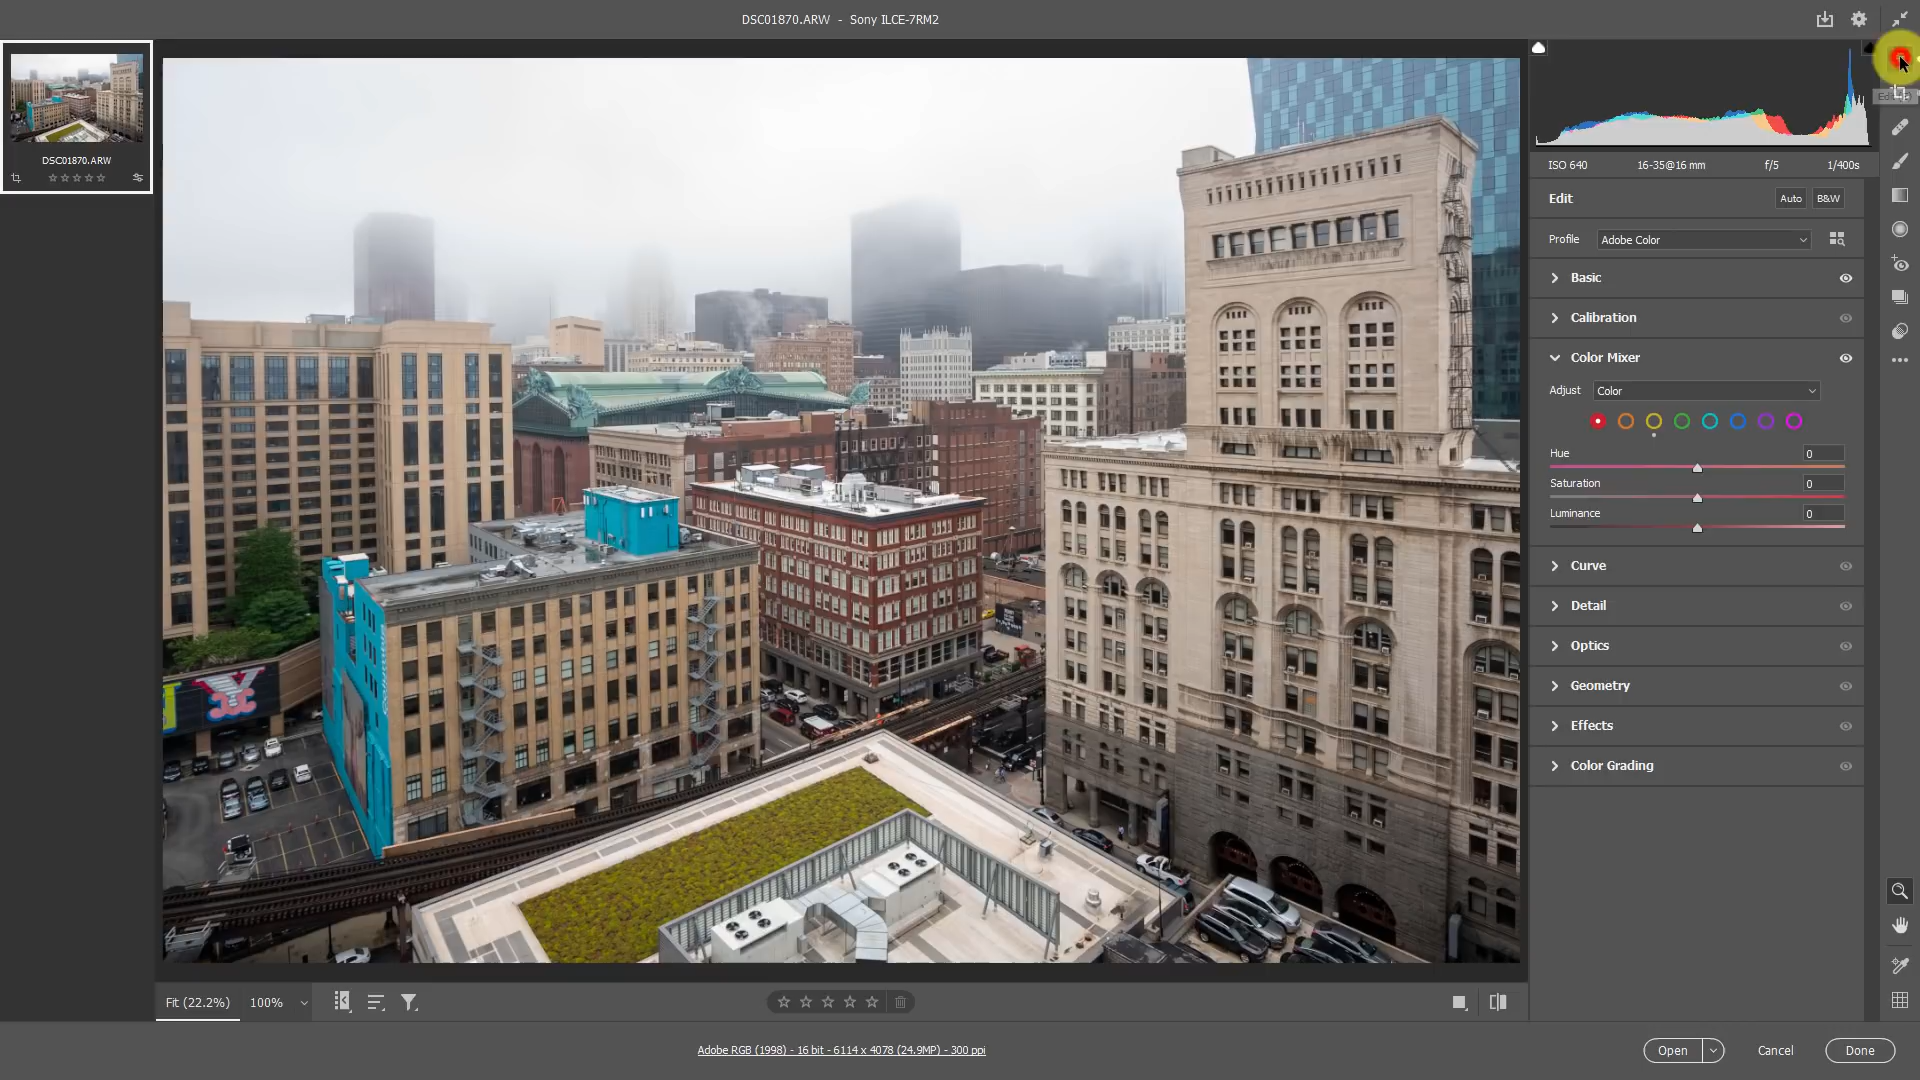 DSC01870.ARW - Sony ILCE-7RM2
DSC01870.ARW
ISO 640 16-35@16 mm f/5 1/400s
Edit Auto B&W
Profile Adobe Color
Basic
Calibration
Color Mixer
Adjust Color
Hue 0
Saturation 0
Luminance 0
Curve
Detail
Optics
Geometry
Effects
Color Grading
Fit (22.2%) 100%
Adobe RGB (1998) - 16 bit - 6114 x 4078 (24.9MP) - 300 ppi
Open Cancel Done